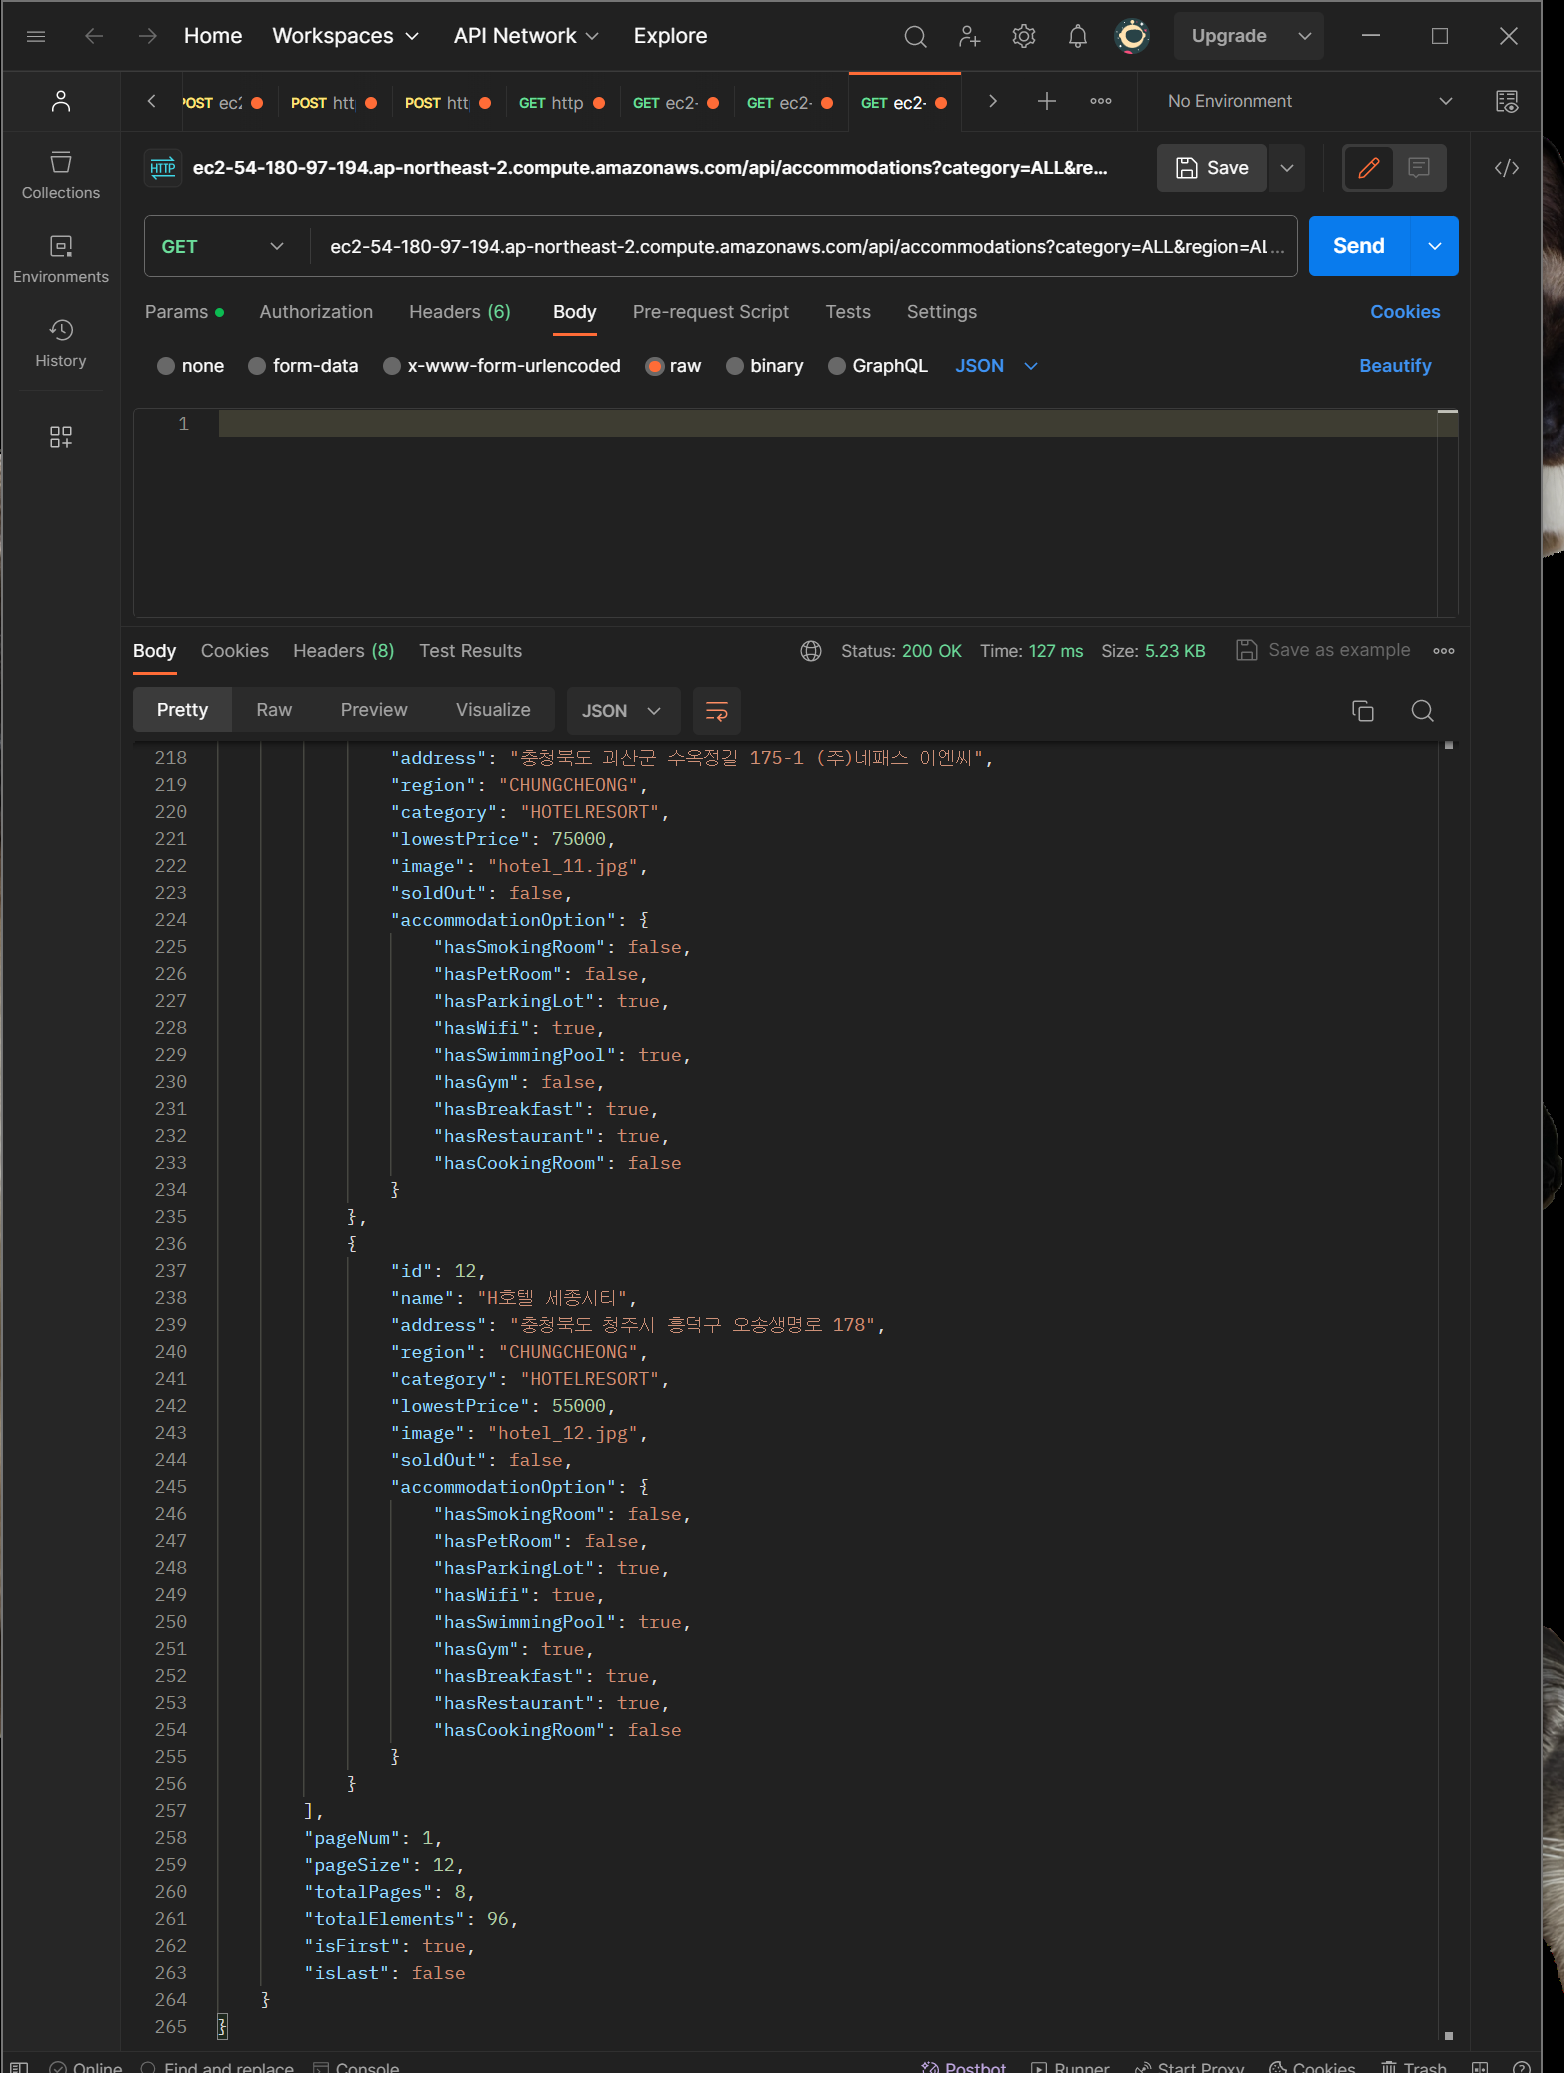 Home Workspaces API Network Explore Upgrade
POST ec2 POST htt POST htt GET http GET ec2- GET ec2- GET ec2- No Environment
HTTP ec2-54-180-97-194.ap-northeast-2.compute.amazonaws.com/api/accommodations?category=ALL&re... Save
Collections
GET ec2-54-180-97-194.ap-northeast-2.compute.amazonaws.com/api/accommodations?category=ALL&region=AL... Send
Environments
Params Authorization Headers (6) Body Pre-request Script Tests Settings Cookies
History
none form-data x-www-form-urlencoded raw binary GraphQL JSON Beautify
1
Body Cookies Headers (8) Test Results Status: 200 OK Time: 127 ms Size: 5.23 KB Save as example
Pretty Raw Preview Visualize JSON
218 "address": "충청북도 괴산군 수옥정길 175-1 (주)네패스 이엔씨",
219 "region": "CHUNGCHEONG",
220 "category": "HOTELRESORT",
221 "lowestPrice": 75000,
222 "image": "hotel_11.jpg",
223 "soldOut": false,
224 "accommodationOption": {
225 "hasSmokingRoom": false,
226 "hasPetRoom": false,
227 "hasParkingLot": true,
228 "hasWifi": true,
229 "hasSwimmingPool": true,
230 "hasGym": false,
231 "hasBreakfast": true,
232 "hasRestaurant": true,
233 "hasCookingRoom": false
234 }
235 },
236 {
237 "id": 12,
238 "name": "H호텔 세종시티",
239 "address": "충청북도 청주시 흥덕구 오송생명로 178",
240 "region": "CHUNGCHEONG",
241 "category": "HOTELRESORT",
242 "lowestPrice": 55000,
243 "image": "hotel_12.jpg",
244 "soldOut": false,
245 "accommodationOption": {
246 "hasSmokingRoom": false,
247 "hasPetRoom": false,
248 "hasParkingLot": true,
249 "hasWifi": true,
250 "hasSwimmingPool": true,
251 "hasGym": true,
252 "hasBreakfast": true,
253 "hasRestaurant": true,
254 "hasCookingRoom": false
255 }
256 }
257 ],
258 "pageNum": 1,
259 "pageSize": 12,
260 "totalPages": 8,
261 "totalElements": 96,
262 "isFirst": true,
263 "isLast": false
264 }
265 }
Online Find and replace Console Postbot Runner Start Proxy Cookies Trash